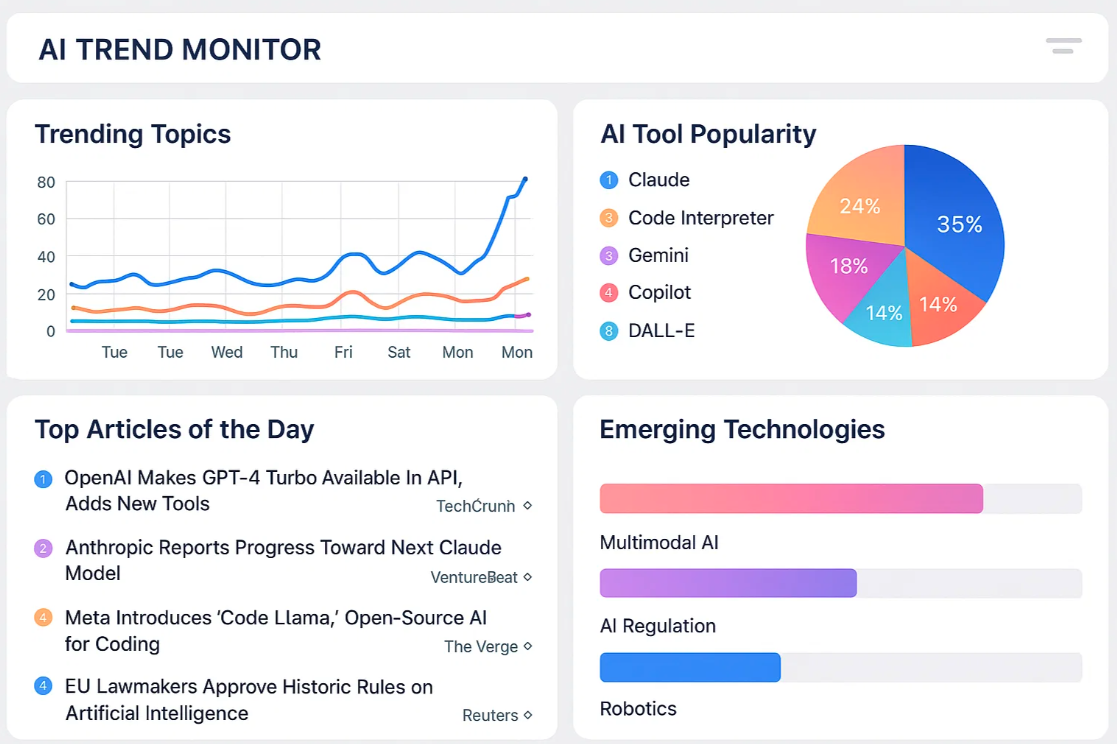 AI TREND MONITOR
Trending Topics
80
60
40
20
0
Tue Tue Wed Thu Fri Sat Mon Mon
AI Tool Popularity
1 Claude
3 Code Interpreter
3 Gemini
4 Copilot
8 DALL-E
24%
35%
18%
14%
14%
Top Articles of the Day
1 OpenAI Makes GPT-4 Turbo Available In API,
Adds New Tools
TechĆrunh
2 Anthropic Reports Progress Toward Next Claude
Model
VentureBeat
4 Meta Introduces ‘Code Llama,’ Open-Source AI
for Coding
The Verge
4 EU Lawmakers Approve Historic Rules on
Artificial Intelligence
Reuters
Emerging Technologies
Multimodal AI
AI Regulation
Robotics